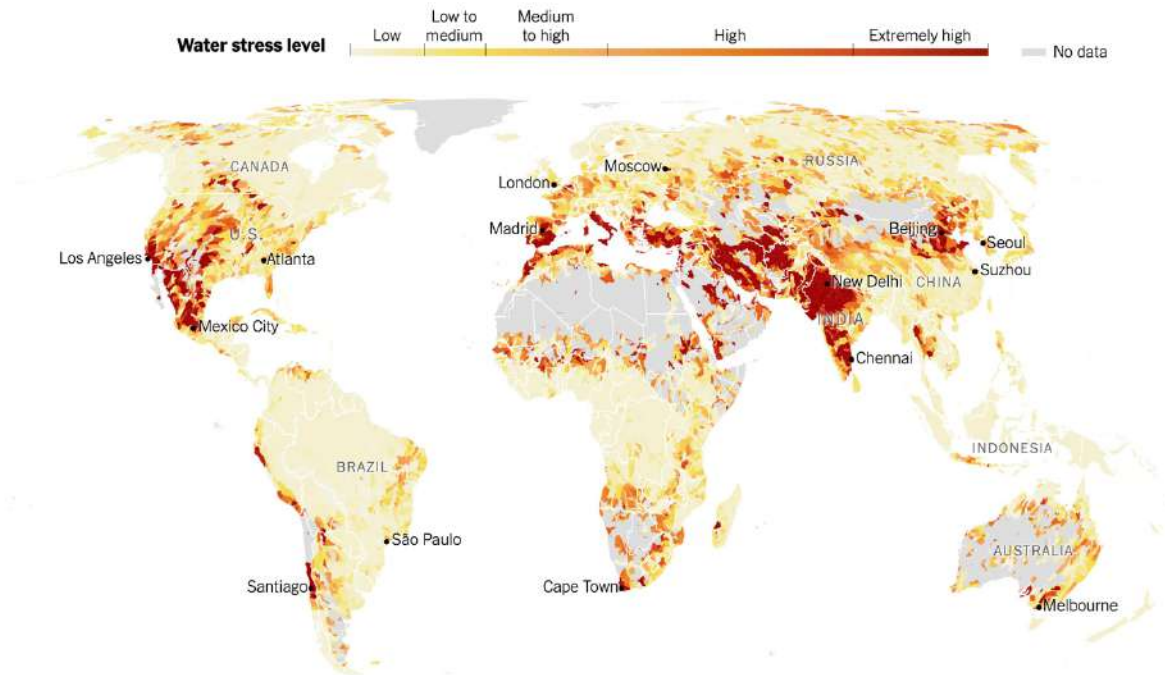 Water stress level
Low
Low to
medium
Medium
to high
High
Extremely high
No data
CANADA
RUSSIA
Moscow
London
Madrid
Beijing
Seoul
U.S.
Los Angeles
Atlanta
Suzhou
CHINA
New Delhi
INDIA
Mexico City
Chennai
INDONESIA
BRAZIL
São Paulo
AUSTRALIA
Santiago
Cape Town
Melbourne